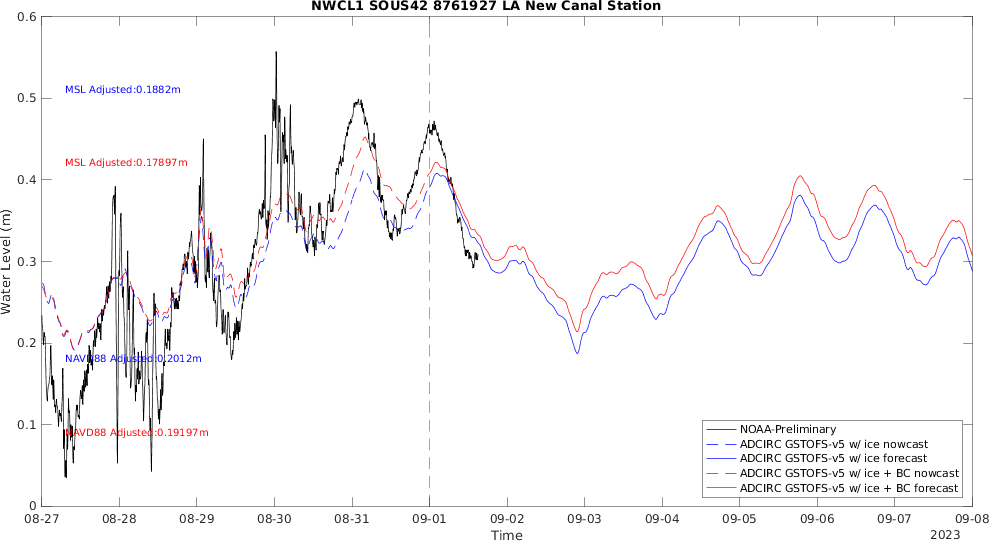 NWCL1 SOUS42 8761927 LA New Canal Station
0.6
0.5
0.4
0.3
0.2
0.1
0
Water Level (m)
MSL Adjusted:0.1882m
MSL Adjusted:0.17897m
NAVD88 Adjusted:0.2012m
NAVD88 Adjusted:0.19197m
NOAA-Preliminary
ADCIRC GSTOFS-v5 w/ ice nowcast
ADCIRC GSTOFS-v5 w/ ice forecast
ADCIRC GSTOFS-v5 w/ ice + BC nowcast
ADCIRC GSTOFS-v5 w/ ice + BC forecast
08-27 08-28 08-29 08-30 08-31 09-01 09-02 09-03 09-04 09-05 09-06 09-07 09-08
Time
2023